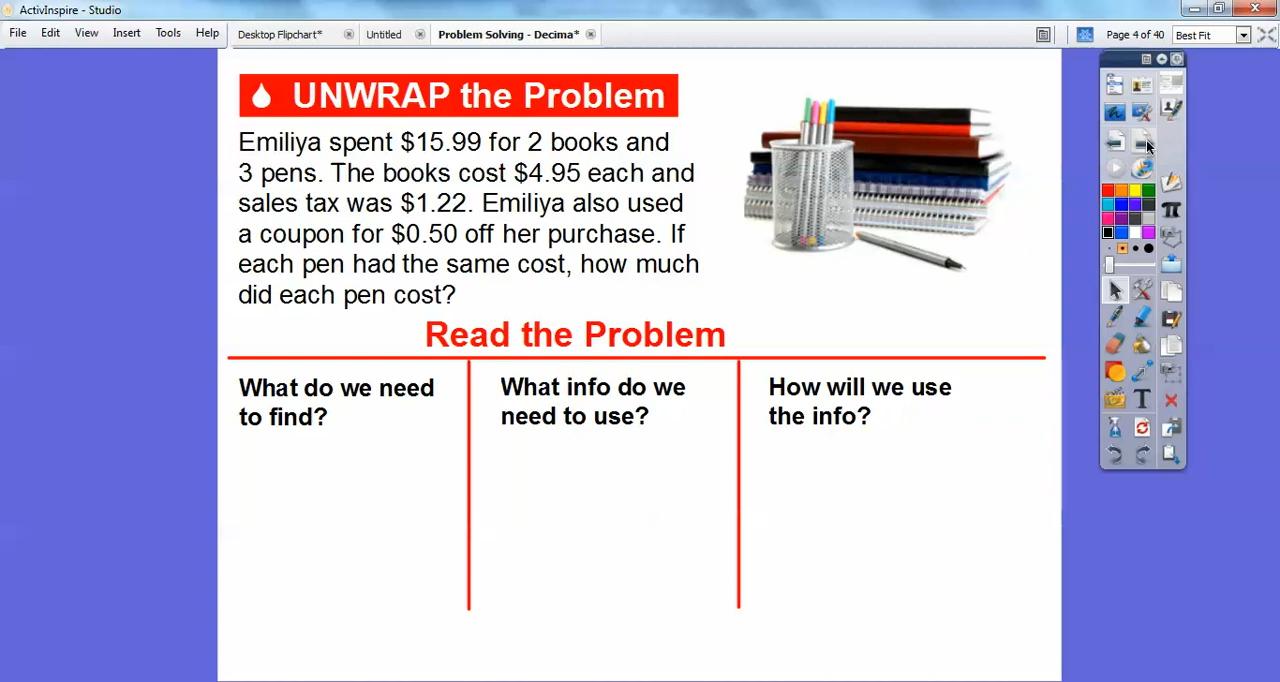 ActivInspire - Studio
File Edit View Insert Tools Help
Desktop Flipchart* Untitled Problem Solving - Decima*
Page 4 of 40 Best Fit
UNWRAP the Problem
Emiliya spent $15.99 for 2 books and
3 pens. The books cost $4.95 each and
sales tax was $1.22. Emiliya also used
a coupon for $0.50 off her purchase. If
each pen had the same cost, how much
did each pen cost?
Read the Problem
What do we need
to find?
What info do we
need to use?
How will we use
the info?